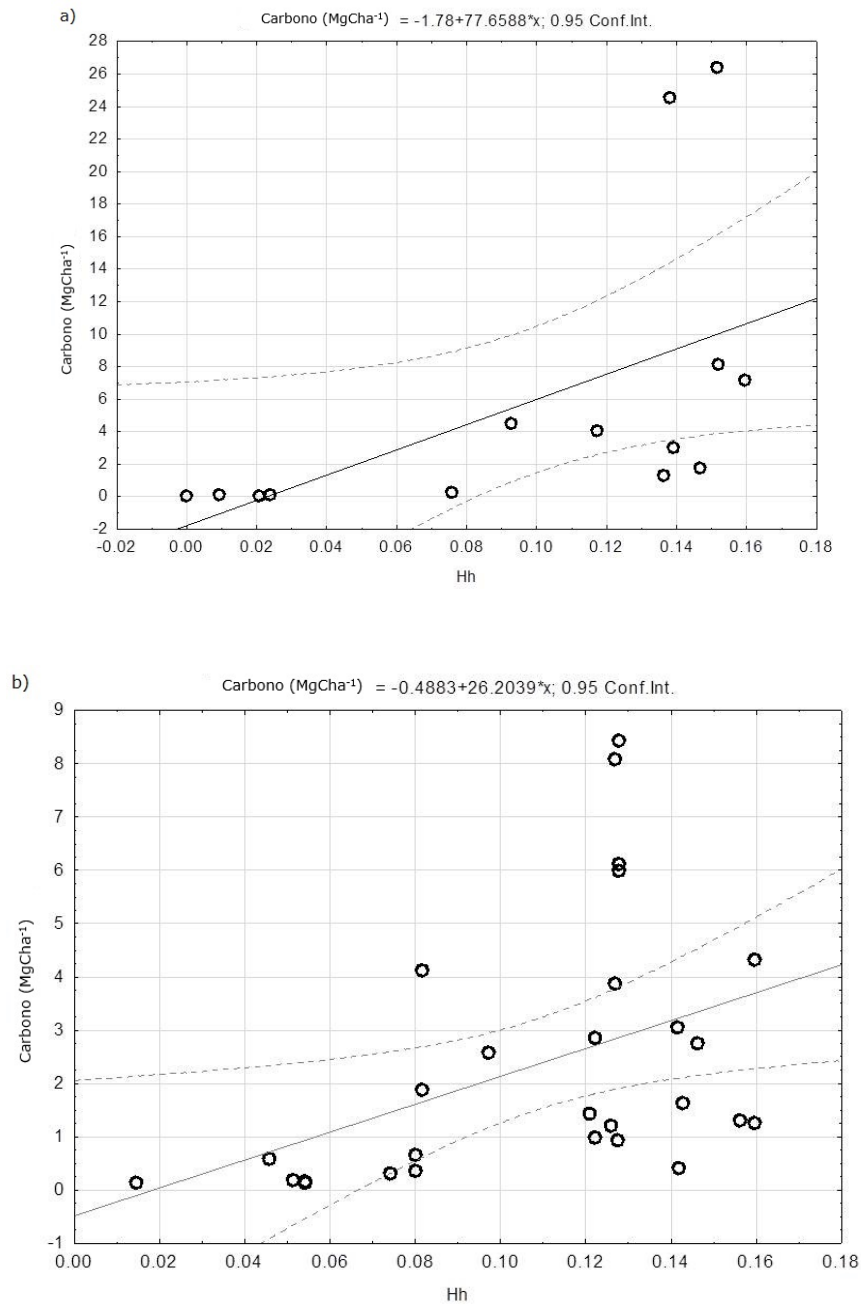 a)
Carbono (MgCha⁻¹) = -1.78+77.6588*x; 0.95 Conf.Int.
28
26
24
22
20
18
16
14
12
10
8
6
4
2
0
-2
Carbono (MgCha⁻¹)
-0.02 0.00 0.02 0.04 0.06 0.08 0.10 0.12 0.14 0.16 0.18
Hh
b)
Carbono (MgCha⁻¹) = -0.4883+26.2039*x; 0.95 Conf.Int.
9
8
7
6
5
4
3
2
1
0
-1
Carbono (MgCha⁻¹)
0.00 0.02 0.04 0.06 0.08 0.10 0.12 0.14 0.16 0.18
Hh